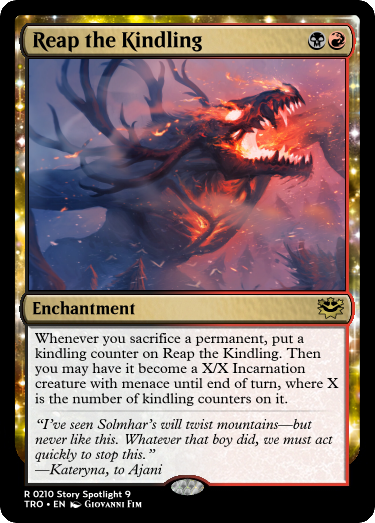 Reap the Kindling
Enchantment
Whenever you sacrifice a permanent, put a
kindling counter on Reap the Kindling. Then
you may have it become a X/X Incarnation
creature with menace until end of turn, where X
is the number of kindling counters on it.
“I’ve seen Solmhar’s will twist mountains—but
never like this. Whatever that boy did, we must act
quickly to stop this.”
—Kateryna, to Ajani
R 0210 Story Spotlight 9
TRO • EN Giovanni Fim